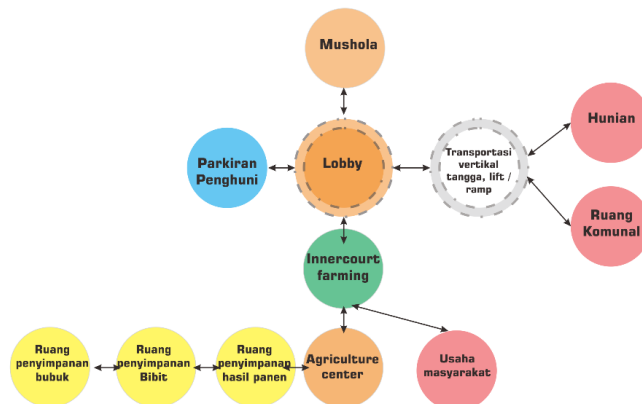 Mushola
Parkiran
Penghuni
Lobby
Transportasi
vertikal
tangga, lift /
ramp
Hunian
Ruang
Komunal
Innercourt
farming
Ruang
penyimpanan
bubuk
Ruang
penyimpanan
Bibit
Ruang
penyimpanan
hasil panen
Agriculture
center
Usaha
masyarakat